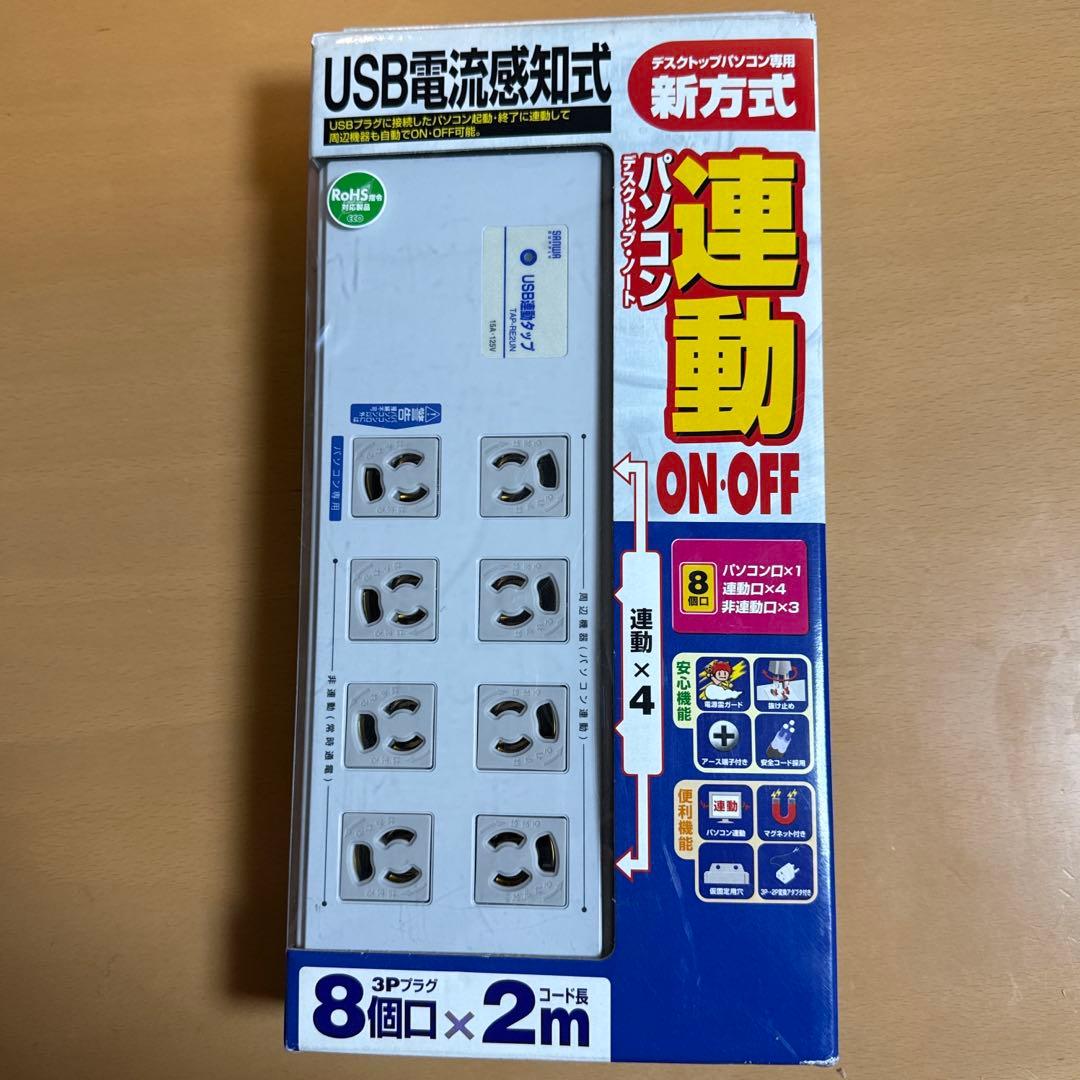 USB電流感知式
USBプラグに接続したパソコン起動・終了に連動して
周辺機器も自動でON・OFF可能。
デスクトップパソコン専用
新方式
連動
パソコン
デスクトップ・ノート
ON・OFF
RoHS指令
対応製品
ECO
SANWA
SUPPLY
USB連動タップ
TAP-RE2UN
15A・125V
警告
パソコン専用
周辺機器(パソコン連動)
非連動(常時通電)
連動×4
8
個口
パソコン口×1
連動口×4
非連動口×3
安心機能
電源雷ガード
抜け止め
アース端子付き
安全コード採用
便利機能
連動
パソコン連動
マグネット付き
仮固定用穴
3P→2P変換アダプタ付き
3Pプラグ
コード長
8個口×2m